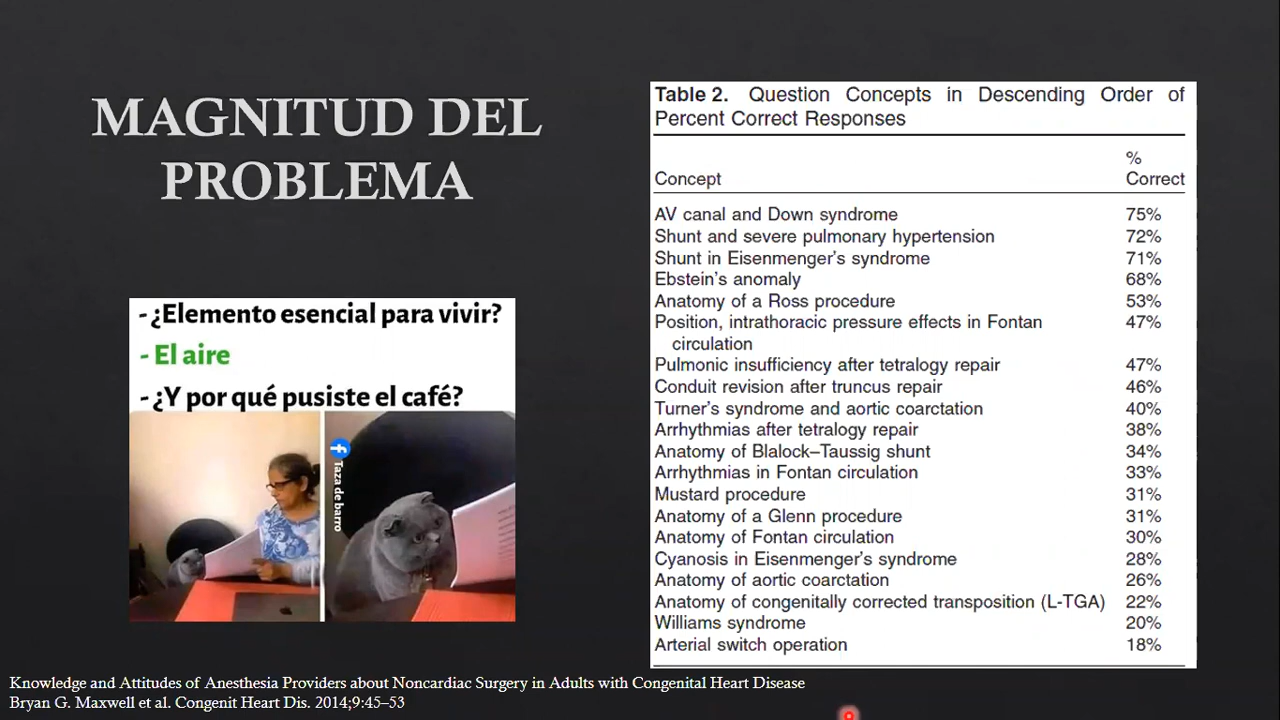 MAGNITUD DEL
PROBLEMA
- ¿Elemento esencial para vivir?
- El aire
- ¿Y por qué pusiste el café?
f Taza de barro
Table 2. Question Concepts in Descending Order of
Percent Correct Responses
%
Concept Correct
AV canal and Down syndrome 75%
Shunt and severe pulmonary hypertension 72%
Shunt in Eisenmenger's syndrome 71%
Ebstein's anomaly 68%
Anatomy of a Ross procedure 53%
Position, intrathoracic pressure effects in Fontan 47%
circulation
Pulmonic insufficiency after tetralogy repair 47%
Conduit revision after truncus repair 46%
Turner's syndrome and aortic coarctation 40%
Arrhythmias after tetralogy repair 38%
Anatomy of Blalock–Taussig shunt 34%
Arrhythmias in Fontan circulation 33%
Mustard procedure 31%
Anatomy of a Glenn procedure 31%
Anatomy of Fontan circulation 30%
Cyanosis in Eisenmenger's syndrome 28%
Anatomy of aortic coarctation 26%
Anatomy of congenitally corrected transposition (L-TGA) 22%
Williams syndrome 20%
Arterial switch operation 18%
Knowledge and Attitudes of Anesthesia Providers about Noncardiac Surgery in Adults with Congenital Heart Disease
Bryan G. Maxwell et al. Congenit Heart Dis. 2014;9:45–53